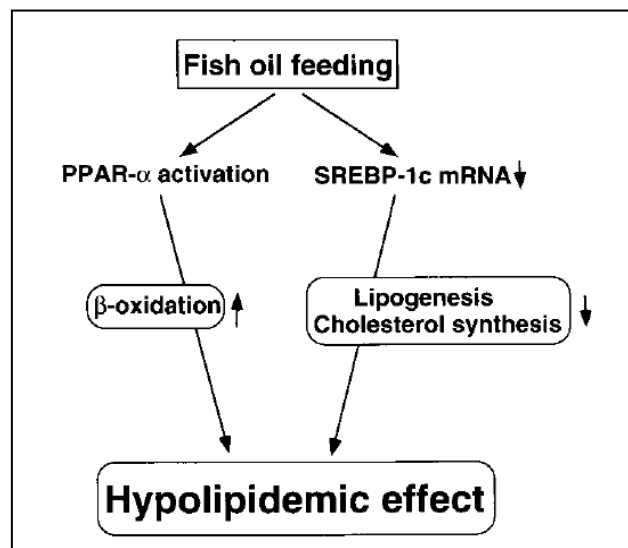 Fish oil feeding
PPAR-α activation
SREBP-1c mRNA↓
β-oxidation ↑
Lipogenesis
Cholesterol synthesis ↓
Hypolipidemic effect